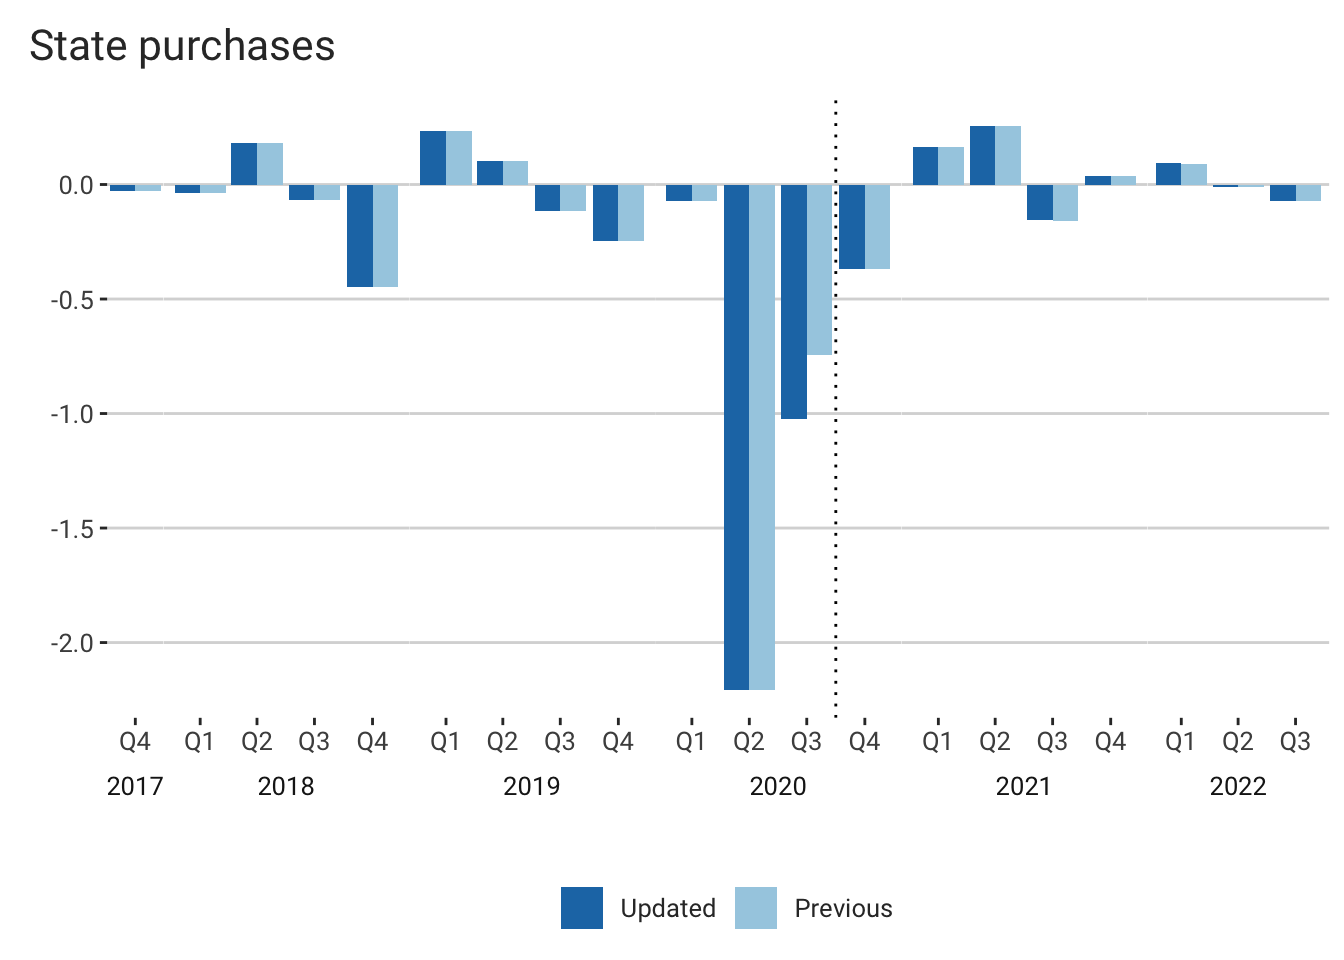 State purchases
0.0
-0.5
-1.0
-1.5
-2.0
Q4 Q1 Q2 Q3 Q4 Q1 Q2 Q3 Q4 Q1 Q2 Q3 Q4 Q1 Q2 Q3 Q4 Q1 Q2 Q3
2017 2018 2019 2020 2021 2022
Updated Previous